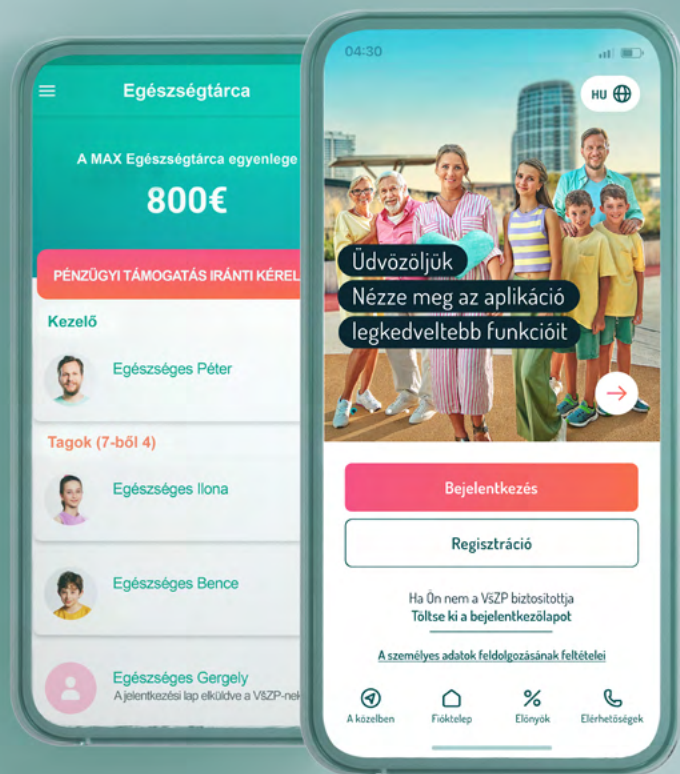 Egészségtárca
A MAX Egészségtárca egyenlege
800€
PÉNZÜGYI TÁMOGATÁS IRÁNTI KÉREL
Kezelő
Egészséges Péter
Tagok (7-ből 4)
Egészséges Ilona
Egészséges Bence
Egészséges Gergely
A jelentkezési lap elküldve a VšZP-nek
04:30
HU
Üdvözöljük
Nézze meg az aplikáció
legkedveltebb funkcióit
Bejelentkezés
Regisztráció
Ha Ön nem a VšZP biztositottja
Töltse ki a bejelentkezőlapot
A személyes adatok feldolgozásának feltételei
A közelben
Fióktelep
Előnyök
Elérhetőségek